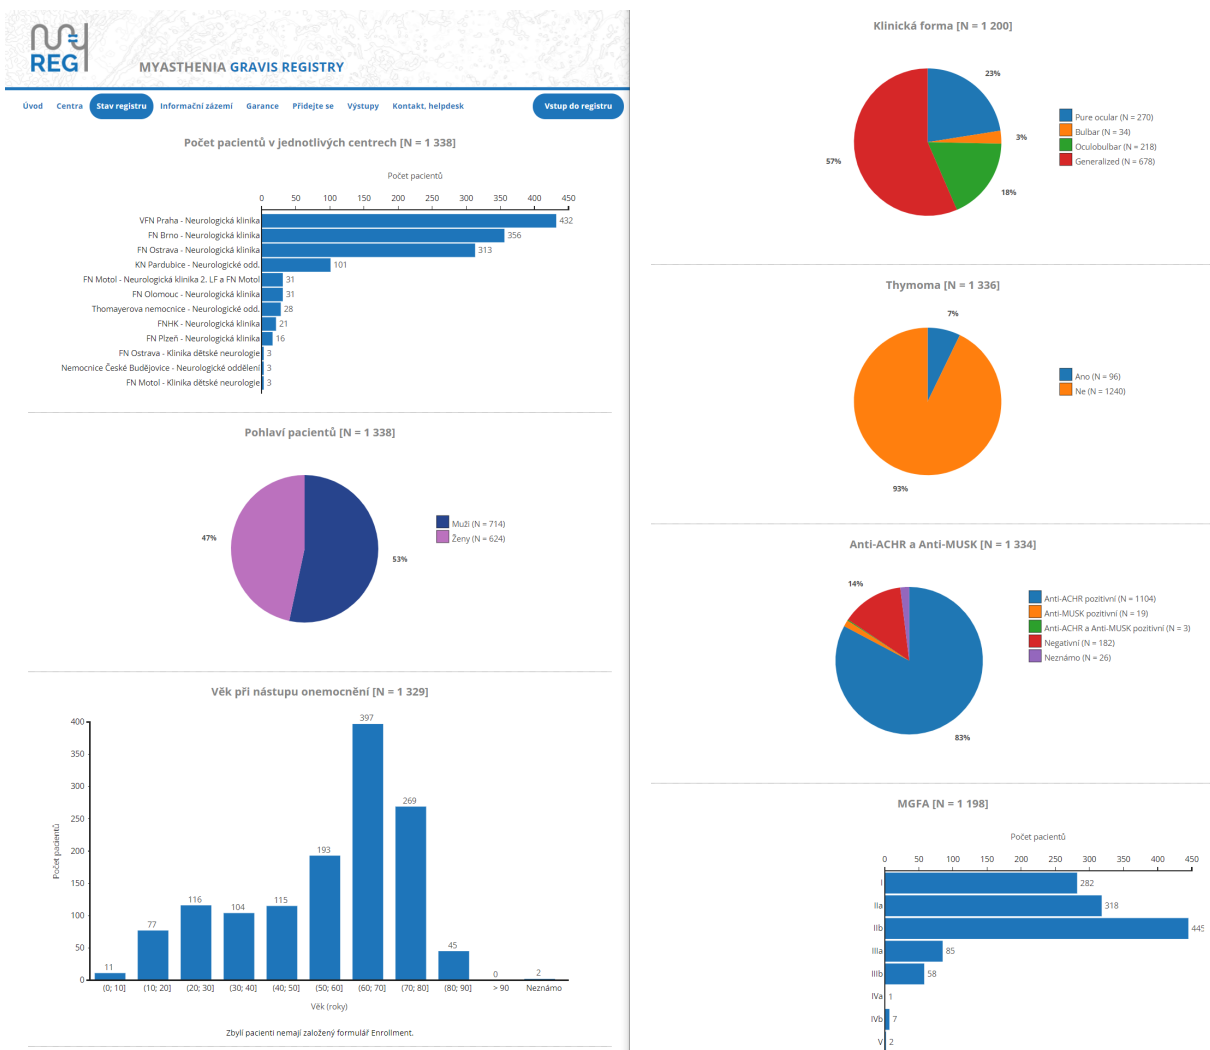 My
REG
MYASTHENIA GRAVIS REGISTRY
Úvod Centra Stav registru Informační zázemí Garance Přidejte se Výstupy Kontakt, helpdesk Vstup do registru
Počet pacientů v jednotlivých centrech [N = 1 338]
Počet pacientů
0 50 100 150 200 250 300 350 400 450
VFN Praha - Neurologická klinika 432
FN Brno - Neurologická klinika 356
FN Ostrava - Neurologická klinika 313
KN Pardubice - Neurologické odd. 101
FN Motol - Neurologická klinika 2. LF a FN Motol 31
FN Olomouc - Neurologická klinika 31
Thomayerova nemocnice - Neurologické odd. 28
FNHK - Neurologická klinika 21
FN Plzeň - Neurologická klinika 16
FN Ostrava - Klinika dětské neurologie 3
Nemocnice České Budějovice - Neurologické oddělení 3
FN Motol - Klinika dětské neurologie 3
Pohlaví pacientů [N = 1 338]
47%
53%
Muži (N = 714)
Ženy (N = 624)
Věk při nástupu onemocnění [N = 1 329]
Počet pacientů
400
350
300
250
200
150
100
50
0
11 77 116 104 115 193 397 269 45 0 2
(0; 10] (10; 20] (20; 30] (30; 40] (40; 50] (50; 60] (60; 70] (70; 80] (80; 90] > 90 Neznámo
Věk (roky)
Zbylí pacienti nemají založený formulář Enrollment.
Klinická forma [N = 1 200]
23%
3%
18%
57%
Pure ocular (N = 270)
Bulbar (N = 34)
Oculobulbar (N = 218)
Generalized (N = 678)
Thymoma [N = 1 336]
7%
93%
Ano (N = 96)
Ne (N = 1240)
Anti-ACHR a Anti-MUSK [N = 1 334]
14%
83%
Anti-ACHR pozitivní (N = 1104)
Anti-MUSK pozitivní (N = 19)
Anti-ACHR a Anti-MUSK pozitivní (N = 3)
Negativní (N = 182)
Neznámo (N = 26)
MGFA [N = 1 198]
Počet pacientů
0 50 100 150 200 250 300 350 400 450
I 282
IIa 318
IIb 445
IIIa 85
IIIb 58
IVa 1
IVb 7
V 2